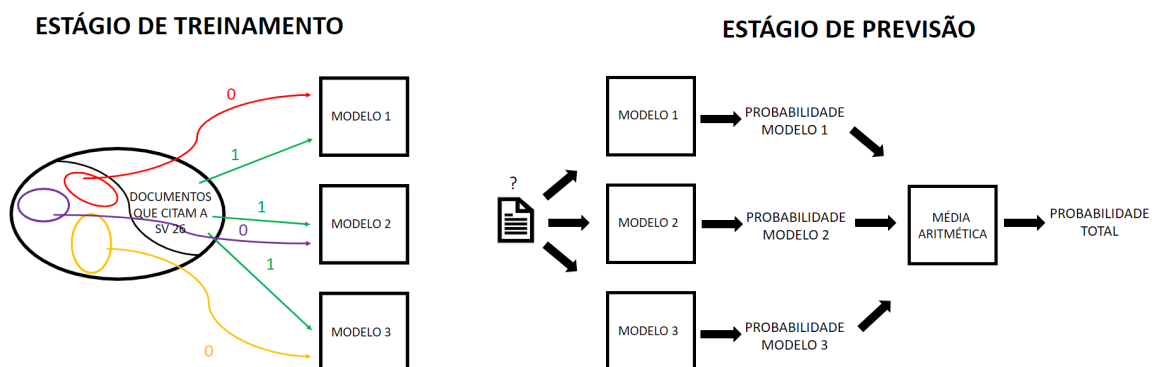 ESTÁGIO DE TREINAMENTO
0
MODELO 1
1
DOCUMENTOS
QUE CITAM A
SV 26
1
0
MODELO 2
1
MODELO 3
0
ESTÁGIO DE PREVISÃO
?
MODELO 1
PROBABILIDADE
MODELO 1
MODELO 2
PROBABILIDADE
MODELO 2
MODELO 3
PROBABILIDADE
MODELO 3
MÉDIA
ARITMÉTICA
PROBABILIDADE
TOTAL